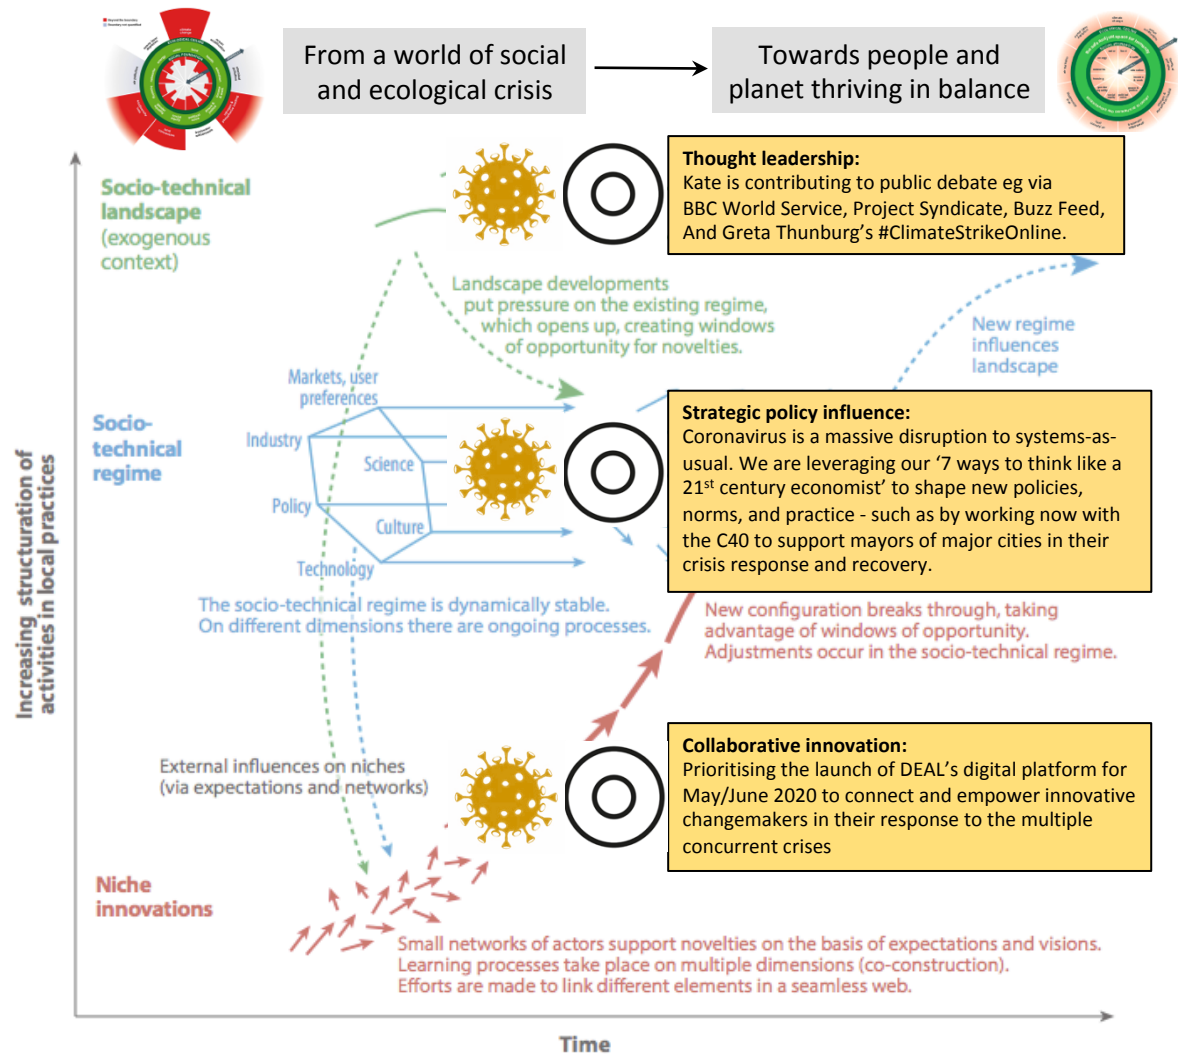 Beyond the boundary
Boundary not quantified
From a world of social
and ecological crisis
Towards people and
planet thriving in balance
Socio-technical
landscape
(exogenous
context)
Thought leadership:
Kate is contributing to public debate eg via
BBC World Service, Project Syndicate, Buzz Feed,
And Greta Thunburg’s #ClimateStrikeOnline.
Landscape developments
put pressure on the existing regime,
which opens up, creating windows
of opportunity for novelties.
New regime
influences
landscape
Markets, user
preferences
Industry
Science
Policy
Culture
Technology
Socio-
technical
regime
Strategic policy influence:
Coronavirus is a massive disruption to systems-as-
usual. We are leveraging our ‘7 ways to think like a
21st century economist’ to shape new policies,
norms, and practice - such as by working now with
the C40 to support mayors of major cities in their
crisis response and recovery.
The socio-technical regime is dynamically stable.
On different dimensions there are ongoing processes.
New configuration breaks through, taking
advantage of windows of opportunity.
Adjustments occur in the socio-technical regime.
Increasing structuration of
activities in local practices
External influences on niches
(via expectations and networks)
Collaborative innovation:
Prioritising the launch of DEAL’s digital platform for
May/June 2020 to connect and empower innovative
changemakers in their response to the multiple
concurrent crises
Niche
innovations
Small networks of actors support novelties on the basis of expectations and visions.
Learning processes take place on multiple dimensions (co-construction).
Efforts are made to link different elements in a seamless web.
Time